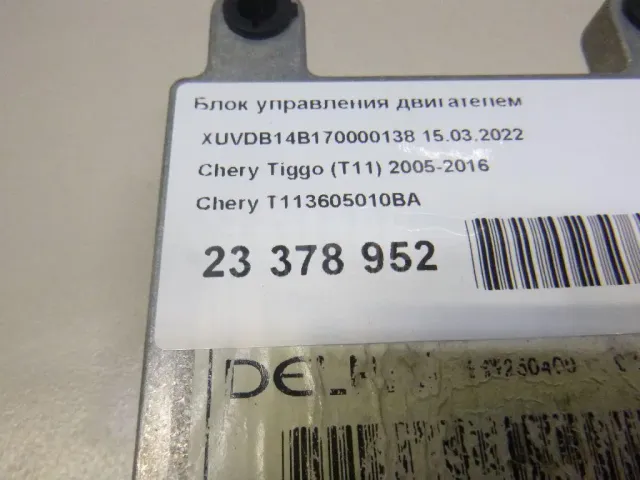 Блок управления двигателем
XUVDB14B170000138 15.03.2022
Chery Tiggo (T11) 2005-2016
Chery T113605010BA
23 378 952